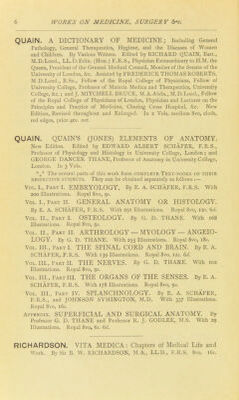 6 WORKS ON MEDICINE, SURGERY &c.
QUAIN. A DICTIONARY OF MEDICINE; Including General
Pathology, General Therapeutics, Hygiene, and the Diseases of Women
and Children. By Various Writers. Edited by RICHARD QUAIN, Bart.,
M.D.Lond., LL.D.Edin. (Hon.) F.R.S., Physician Extraordinary to H.M. the
Queen, President of the General Medical Council, Member of the Senate of the
University of London, &c. Assisted by FREDERICK THOMAS ROBERTS,
M.D.Lond., B.Sc., Fellow of the Royal College of Physicians, Fellow of
University College, Professor of Materia Medica and Therapeutics, University
College, &c.; and J. MITCHELL BRUCE, M.A.Abdn., M.D.Lond., Fellow
of the Royal College of Physicians of London, Physician and Lecturer on the
Principles and Practice of Medicine, Charing Cross Hospital, &c. New
Edition, Revised throughout and Enlarged. In 2 Vols. medium 8vo, cloth,
red edges, price 40s. net.
QUAIN. QUAIN'S (JONES) ELEMENTS OF ANATOMY.
New Edition. Edited by EDWARD ALBERT SCHÄFER, F.R.S.,
Professor of Physiology and Histology in University College, London; and
GEORGE DANCER THANE, Professor of Anatomy in University College,
London. In 3 Vols.
*** The several parts of this work form COMPLETE TEXT-BOOKS OF THEIR
RESPECTIVE SUBJECTS. They can be obtained separately as follows:—
VOL. I., PART I. EMBRYOLOGY. By E. A. SCHÄFER, F.R.S. With
200 Illustrations. Royal 8vo, 9s.
VOL. I., PART II. GENERAL ANATOMY OR HISTOLOGY.
By E. A. SCHÄFER, F.R.S. With 291 Illustrations. Royal 8vo, 12s. 6d.
VOL. II., PART I. OSTEOLOGY. By G. D. THANE. With 168
Illustrations. Royal 8vo, 9s.
VOL. II., PART II. ARTHROLOGY—MYOLOGY—ANGEIO-
LOGY. By G. D. THANE. With 255 Illustrations. Royal 8vo, 18s.
VOL. III., PART I. THE SPINAL CORD AND BRAIN. By E. A.
SCHÄFER, F.R.S. With 139 Illustrations. Royal 8vo, 12s. 6d.
VOL. III., PART II. THE NERVES. By G. D. THANE. With 102
Illustrations. Royal 8vo, 9s.
VOL. III., PART III. THE ORGANS OF THE SENSES. By E. A.
SCHÄFER, F.R.S. With 178 Illustrations. Royal 8vo, 9s.
VOL. III., PART IV. SPLANCHNOLOGY. By E. A. SCHÄFER,
F.R.S., and JOHNSON SYMINGTON, M.D. With 337 Illustrations.
Royal 8vo, 16s.
APPENDIX. SUPERFICIAL AND SURGICAL ANATOMY. By
Professor G. D. THANE and Professor R. J. GODLEE, M.S. With 29
Illustrations. Royal 8vo, 6s. 6d.
RICHARDSON. VITA MEDICA: Chapters of Medical Life and
Work. By Sir B. W. RICHARDSON, M.A., LL.D., F.R.S. 8vo, 16s.